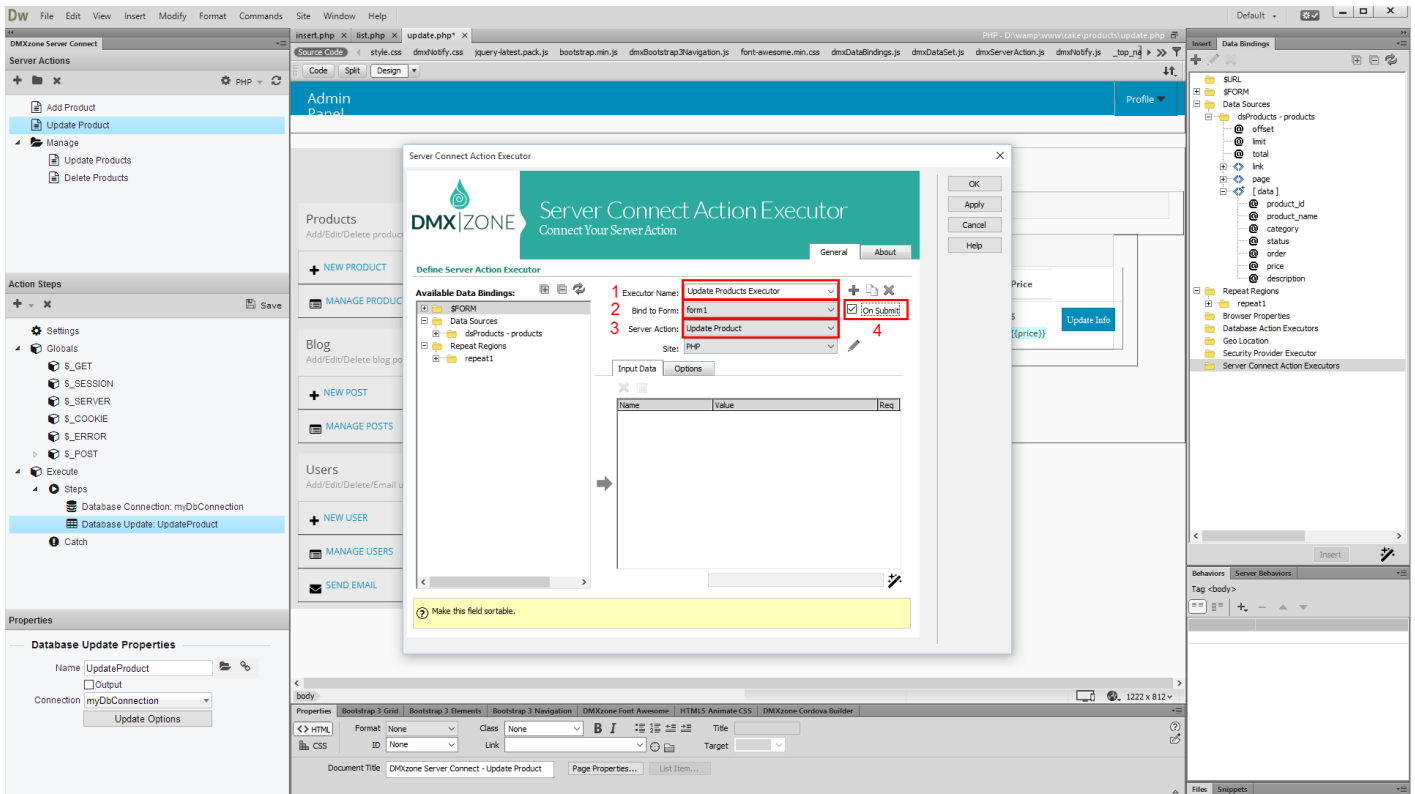 DW File Edit View Insert Modify Format Commands Site Window Help
Default
DMXzone Server Connect
Server Actions
PHP
Add Product
Update Product
Manage
Update Products
Delete Products
Action Steps
Save
Settings
Globals
$_GET
$_SESSION
$_SERVER
$_COOKIE
$_ERROR
$_POST
Execute
Steps
Database Connection: myDbConnection
Database Update: UpdateProduct
Catch
Properties
Database Update Properties
Name UpdateProduct
Output
Connection myDbConnection
Update Options
insert.php × list.php × update.php* ×
PHP - D:\wamp\www\cake\products\update.php
Source Code style.css dmxNotify.css jquery-latest.pack.js bootstrap.min.js dmxBootstrap3Navigation.js font-awesome.min.css dmxDataBindings.js dmxDataSet.js dmxServerAction.js dmxNotify.js _top_na
Code Split Design
Admin
Panel
Profile
Products
Add/Edit/Delete produc
NEW PRODUCT
MANAGE PRODUC
Blog
Add/Edit/Delete blog po
NEW POST
MANAGE POSTS
Users
Add/Edit/Delete/Email u
NEW USER
MANAGE USERS
SEND EMAIL
Price
$
{{price}}
Update Info
Server Connect Action Executor
DMX|ZONE
Server Connect Action Executor
Connect Your Server Action
General About
OK
Apply
Cancel
Help
Define Server Action Executor
Available Data Bindings:
$FORM
Data Sources
dsProducts - products
Repeat Regions
repeat1
1 Executor Name: Update Products Executor
2 Bind to Form: form1 On Submit
3 Server Action: Update Product 4
Site: PHP
Input Data Options
Name Value Req
Make this field sortable.
body
1222 x 812
Properties Bootstrap 3 Grid Bootstrap 3 Elements Bootstrap 3 Navigation DMXzone Font Awesome HTML5 Animate CSS DMXzone Cordova Builder
<> HTML Format None Class None B I Title
CSS ID None Link Target
Document Title DMXzone Server Connect - Update Product Page Properties... List Item...
Insert Data Bindings
$URL
$FORM
Data Sources
dsProducts - products
offset
limit
total
link
page
[ data ]
product_id
product_name
category
status
order
price
description
Repeat Regions
repeat1
Browser Properties
Database Action Executors
Geo Location
Security Provider Executor
Server Connect Action Executors
Insert
Behaviors Server Behaviors
Tag <body>
Files Snippets